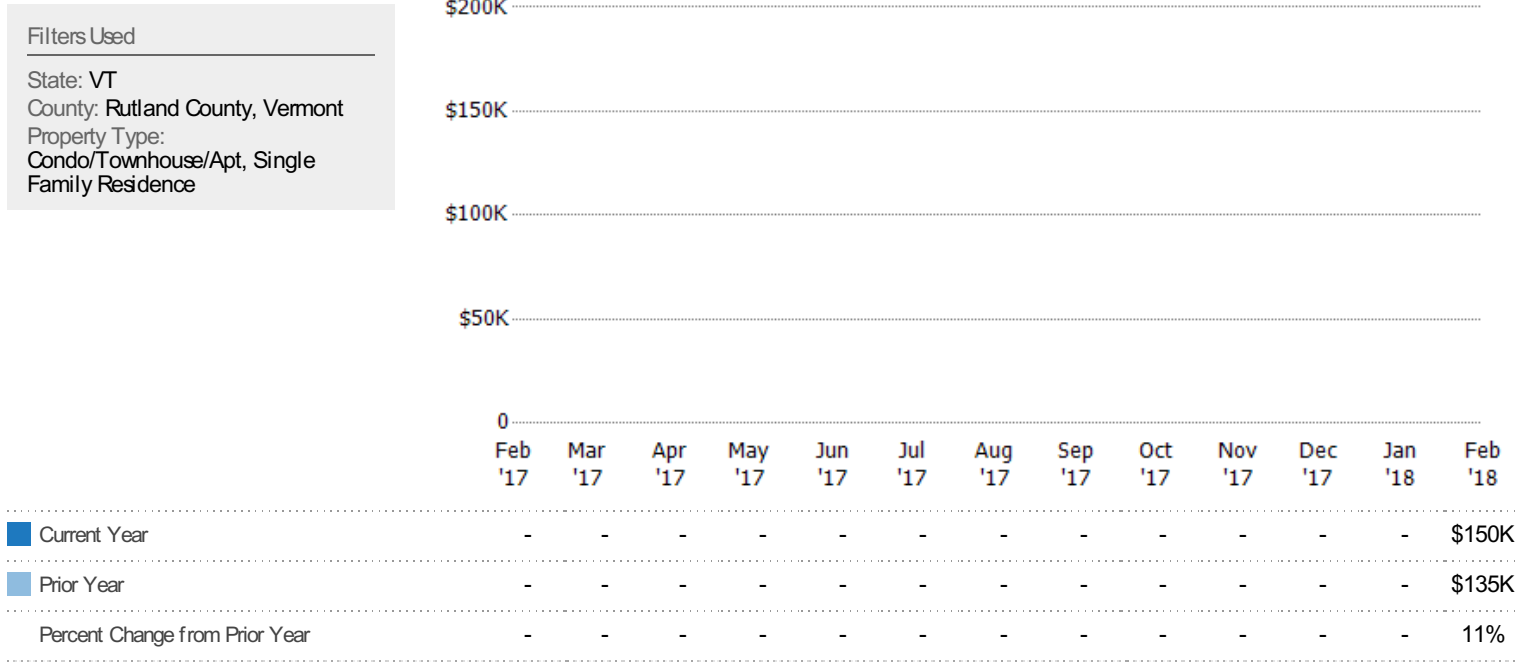 Filters Used
State: VT
County: Rutland County, Vermont
Property Type:
Condo/Townhouse/Apt, Single
Family Residence
$200K
$150K
$100K
$50K
0
Feb Mar Apr May Jun Jul Aug Sep Oct Nov Dec Jan Feb
'17 '17 '17 '17 '17 '17 '17 '17 '17 '17 '17 '18 '18
Current Year - - - - - - - - - - - - $150K
Prior Year - - - - - - - - - - - - $135K
Percent Change from Prior Year - - - - - - - - - - - - 11%